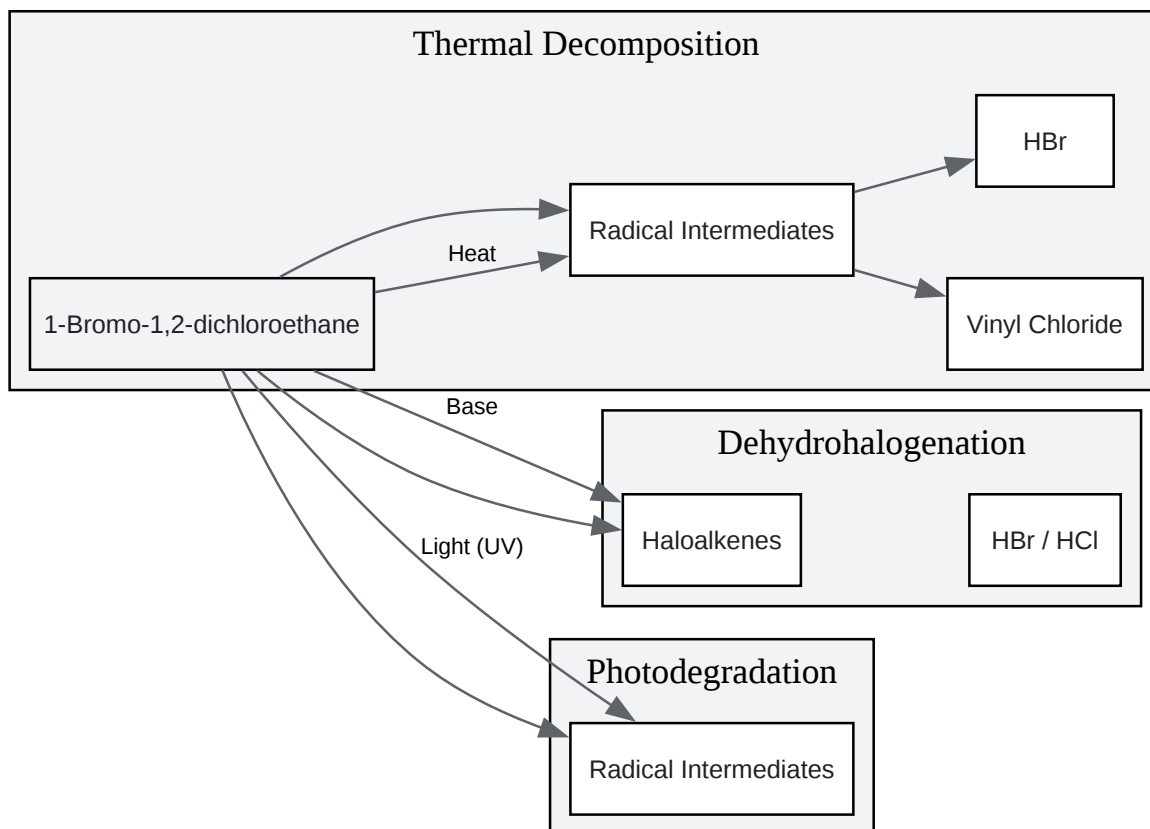 Thermal Decomposition
HBr
Radical Intermediates
Heat
1-Bromo-1,2-dichloroethane
Vinyl Chloride
Base
Dehydrohalogenation
Haloalkenes
HBr / HCl
Light (UV)
Photodegradation
Radical Intermediates